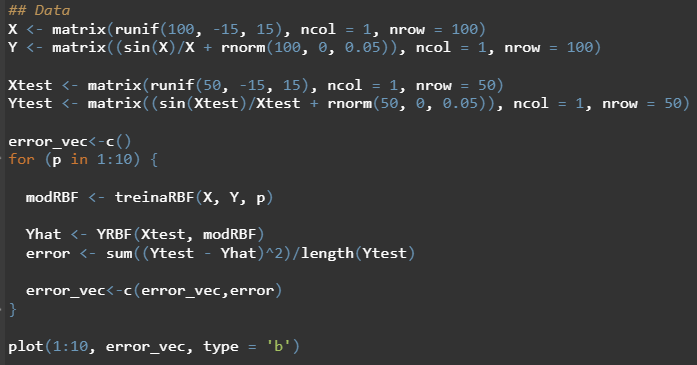 ## Data
X <- matrix(runif(100, -15, 15), ncol = 1, nrow = 100)
Y <- matrix((sin(X)/X + rnorm(100, 0, 0.05)), ncol = 1, nrow = 100)
Xtest <- matrix(runif(50, -15, 15), ncol = 1, nrow = 50)
Ytest <- matrix((sin(Xtest)/Xtest + rnorm(50, 0, 0.05)), ncol = 1, nrow = 50)
error_vec<-c()
for (p in 1:10) {
modRBF <- treinaRBF(X, Y, p)
Yhat <- YRBF(Xtest, modRBF)
error <- sum((Ytest - Yhat)^2)/length(Ytest)
error_vec<-c(error_vec,error)
}
plot(1:10, error_vec, type = 'b')